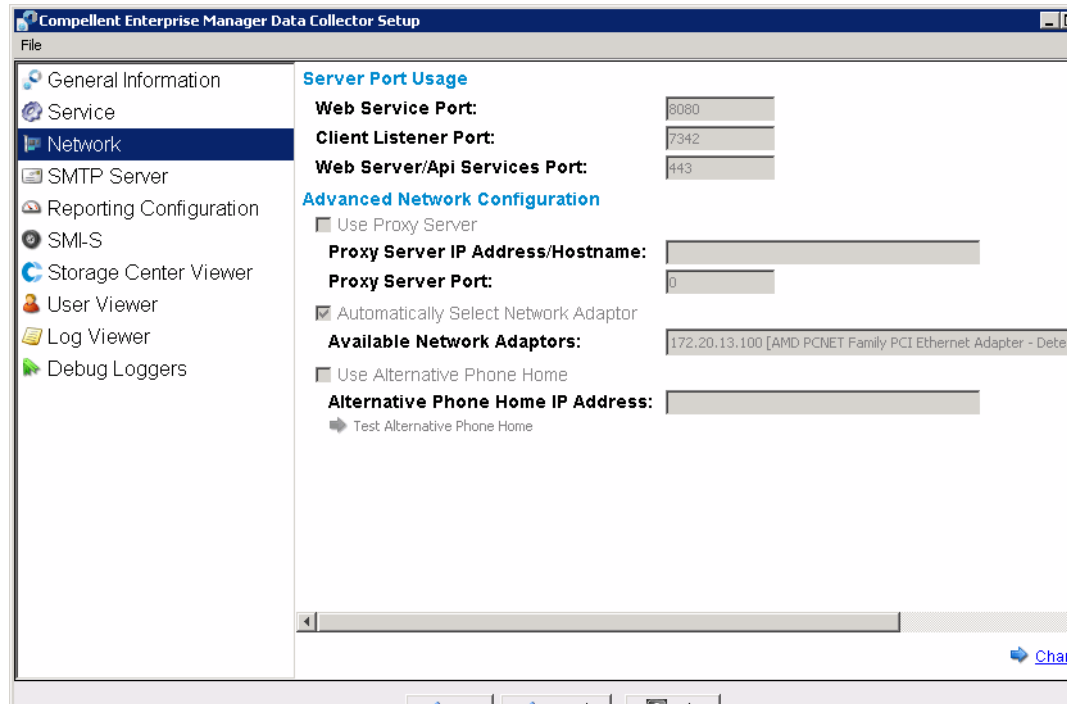 Compellent Enterprise Manager Data Collector Setup
File
General Information
Service
Network
SMTP Server
Reporting Configuration
SMI-S
Storage Center Viewer
User Viewer
Log Viewer
Debug Loggers
Server Port Usage
Web Service Port: 8080
Client Listener Port: 7342
Web Server/Api Services Port: 443
Advanced Network Configuration
Use Proxy Server
Proxy Server IP Address/Hostname:
Proxy Server Port: 0
Automatically Select Network Adaptor
Available Network Adaptors: 172.20.13.100 [AMD PCNET Family PCI Ethernet Adapter - Dete
Use Alternative Phone Home
Alternative Phone Home IP Address:
Test Alternative Phone Home
Chan